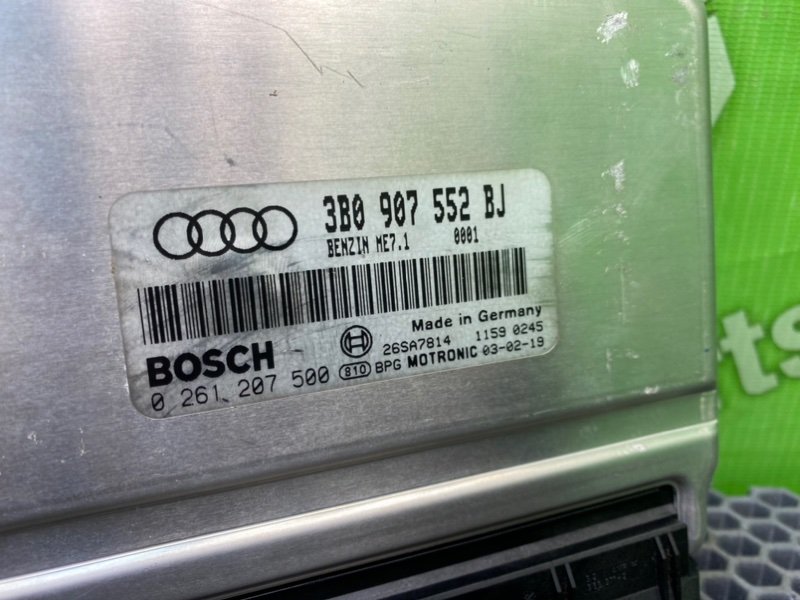 3B0 907 552 BJ
BENZIN ME7.1 0001
Made in Germany
BOSCH 26SA7814 1159 0245
0 261 207 500 810 BPG MOTRONIC 03-02-19
ts